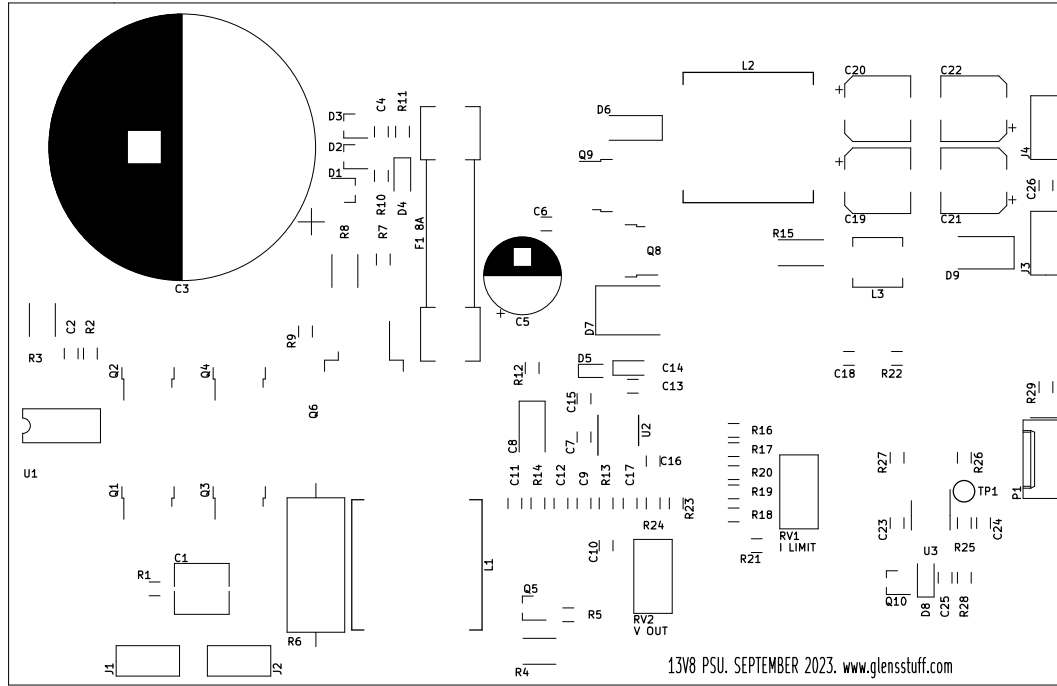 L2
C20
C22
R11
C4
D3
D6
D2
Q9
J4
D1
C26
R10
D4
C6
C19
C21
R8
R7
F1 8A
R15
Q8
J3
D9
C3
L3
C5
D7
C2
R2
R9
R3
D5
C14
C18
R22
Q2
Q4
R12
C13
R29
Q6
C15
R16
U2
C8
C7
R17
R27
R26
C16
U1
C11
R14
C12
C9
R13
C17
R20
Q1
Q3
R19
TP1
P1
R23
R18
R24
C23
C24
RV1
I LIMIT
C10
R21
R25
C1
L1
U3
R1
Q5
Q10
D8
C25
R28
R5
RV2
V OUT
R6
J1
J2
R4
13V8 PSU. SEPTEMBER 2023. www.glensstuff.com